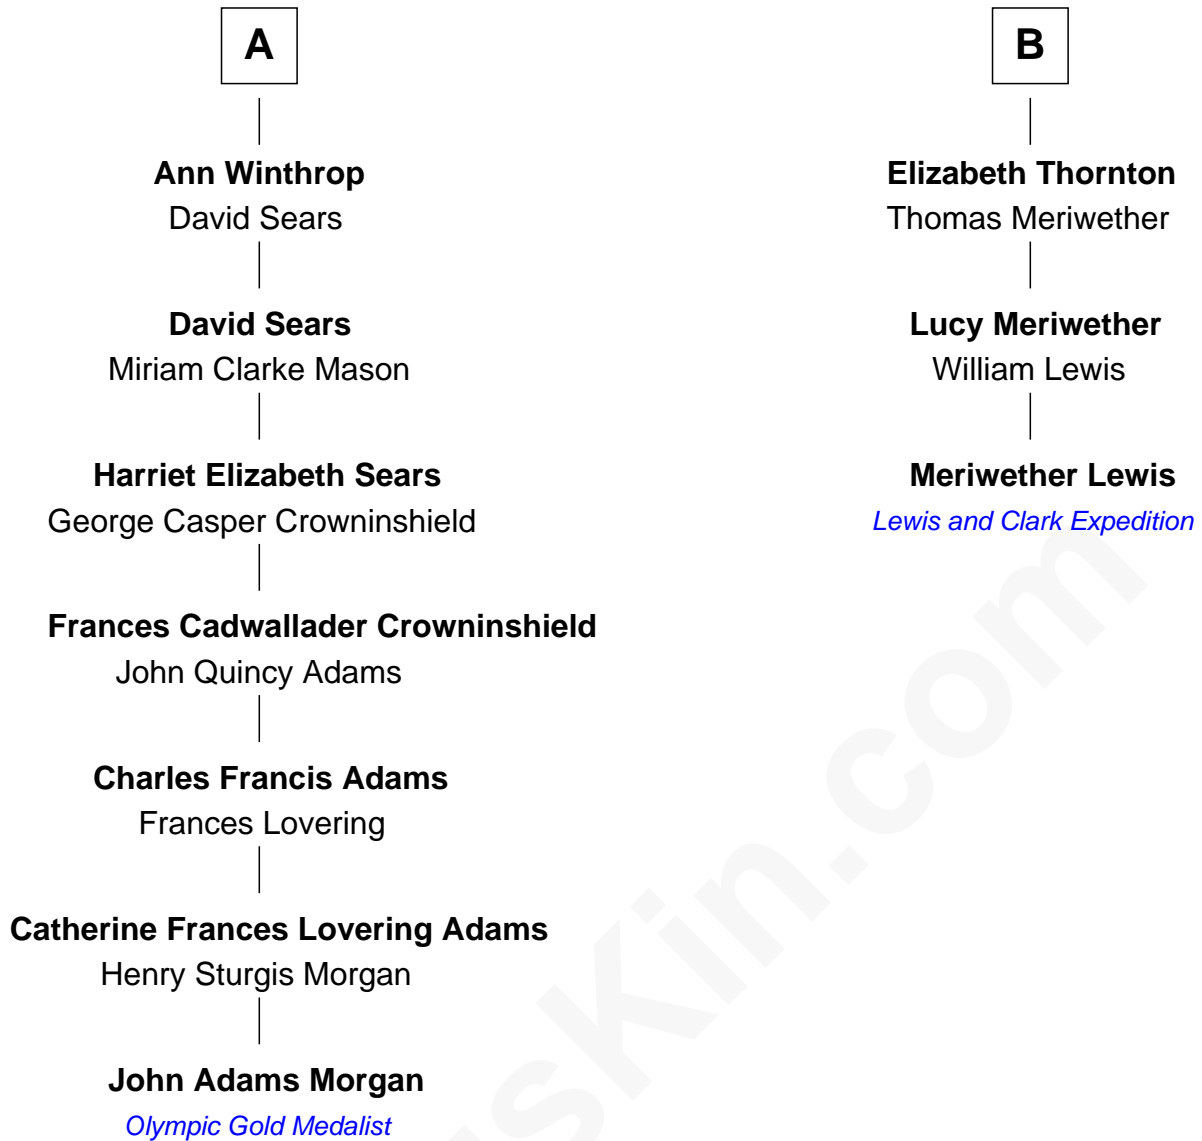 A
Ann Winthrop
David Sears
David Sears
Miriam Clarke Mason
Harriet Elizabeth Sears
George Casper Crowninshield
Frances Cadwallader Crowninshield
John Quincy Adams
Charles Francis Adams
Frances Lovering
Catherine Frances Lovering Adams
Henry Sturgis Morgan
John Adams Morgan
Olympic Gold Medalist
B
Elizabeth Thornton
Thomas Meriwether
Lucy Meriwether
William Lewis
Meriwether Lewis
Lewis and Clark Expedition
sKin.com